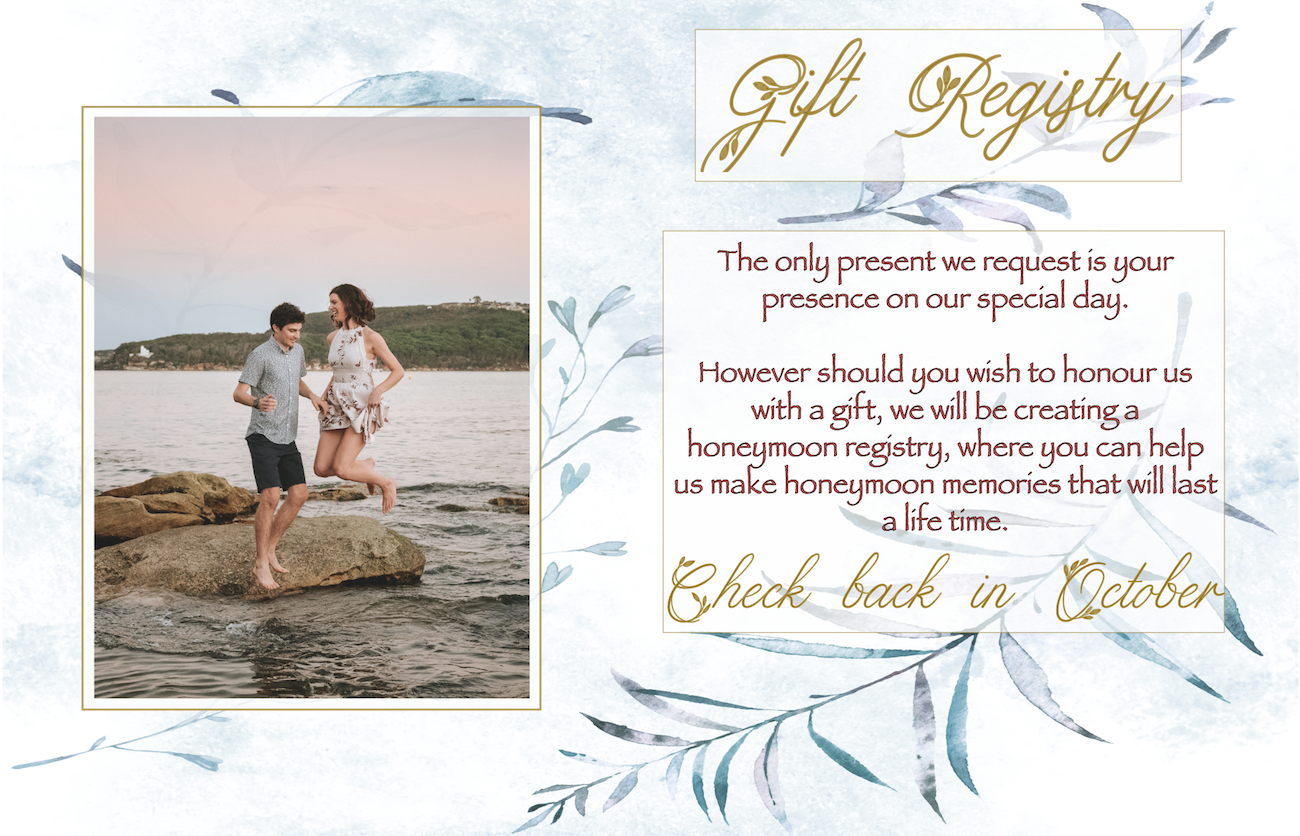 Gift Registry
The only present we request is your
presence on our special day.
However should you wish to honour us
with a gift, we will be creating a
honeymoon registry, where you can help
us make honeymoon memories that will last
a life time.
Check back in October